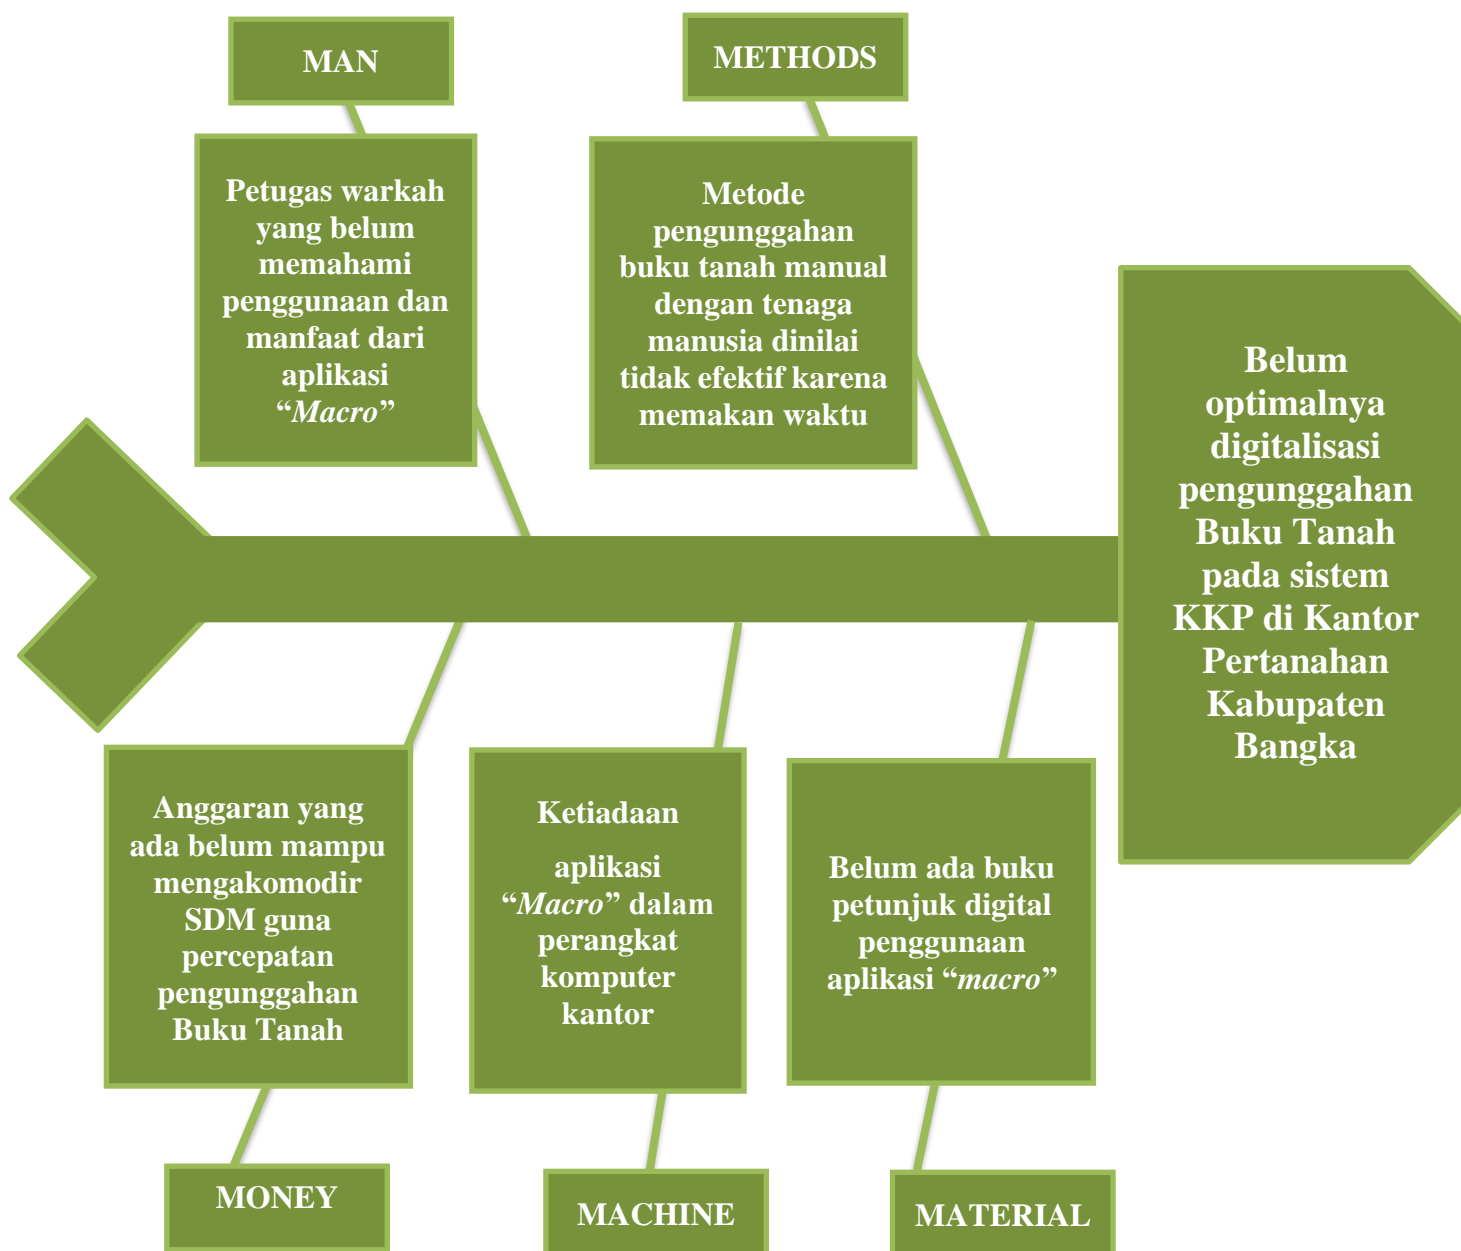 MAN
Petugas warkah
yang belum
memahami
penggunaan dan
manfaat dari
aplikasi
“Macro”
METHODS
Metode
pengunggahan
buku tanah manual
dengan tenaga
manusia dinilai
tidak efektif karena
memakan waktu
Belum
optimalnya
digitalisasi
pengunggahan
Buku Tanah
pada sistem
KKP di Kantor
Pertanahan
Kabupaten
Bangka
Anggaran yang
ada belum mampu
mengakomodir
SDM guna
percepatan
pengunggahan
Buku Tanah
MONEY
Ketiadaan
aplikasi
“Macro” dalam
perangkat
komputer
kantor
MACHINE
Belum ada buku
petunjuk digital
penggunaan
aplikasi “macro”
MATERIAL